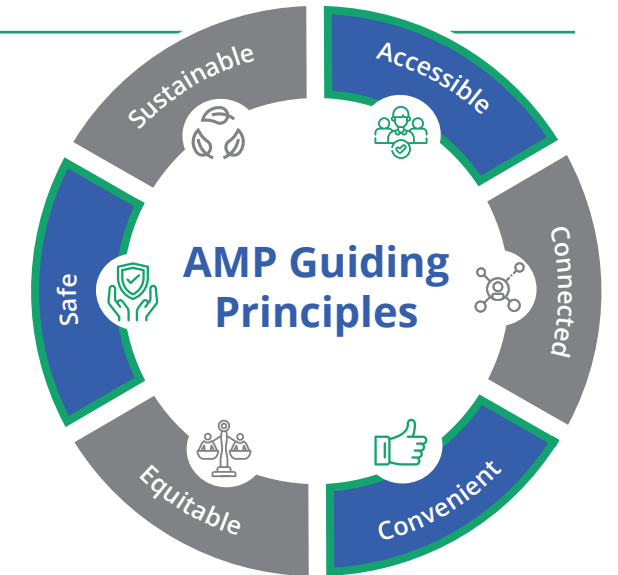 Sustainable
Accessible
Connected
Convenient
Equitable
Safe
AMP Guiding
Principles